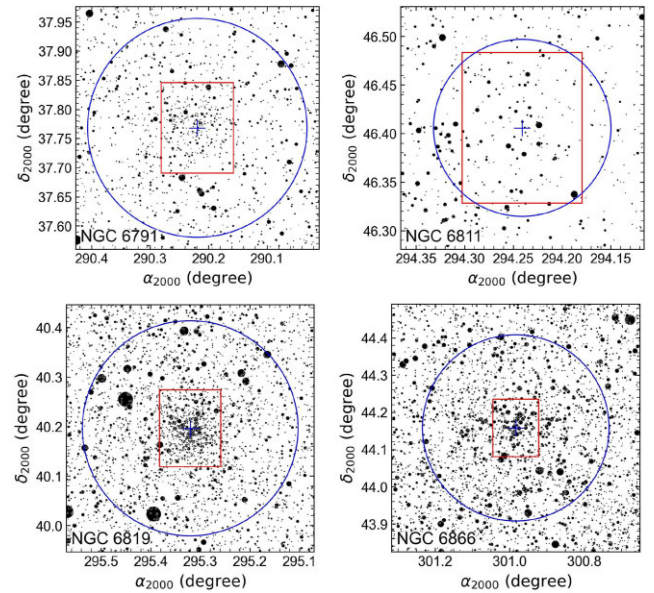 37.95
37.90
37.85
37.80
37.75
37.70
37.65
37.60
δ2000 (degree)
NGC 6791
290.4 290.3 290.2 290.1
α2000 (degree)
46.50
46.45
46.40
46.35
46.30
δ2000 (degree)
NGC 6811
294.35 294.30 294.25 294.20 294.15
α2000 (degree)
40.4
40.3
40.2
40.1
40.0
δ2000 (degree)
NGC 6819
295.5 295.4 295.3 295.2 295.1
α2000 (degree)
44.4
44.3
44.2
44.1
44.0
43.9
δ2000 (degree)
NGC 6866
301.2 301.0 300.8
α2000 (degree)